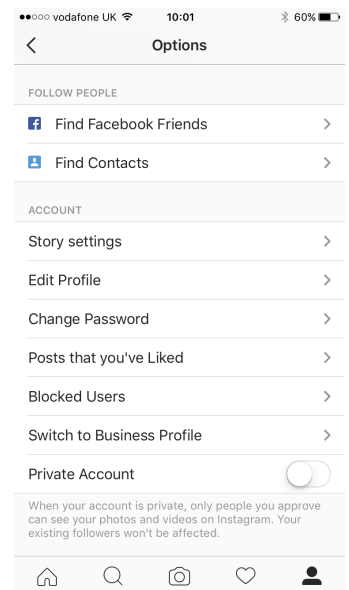 vodafone UK 10:01 60%
Options
FOLLOW PEOPLE
Find Facebook Friends
Find Contacts
ACCOUNT
Story settings
Edit Profile
Change Password
Posts that you've Liked
Blocked Users
Switch to Business Profile
Private Account
When your account is private, only people you approve
can see your photos and videos on Instagram. Your
existing followers won't be affected.